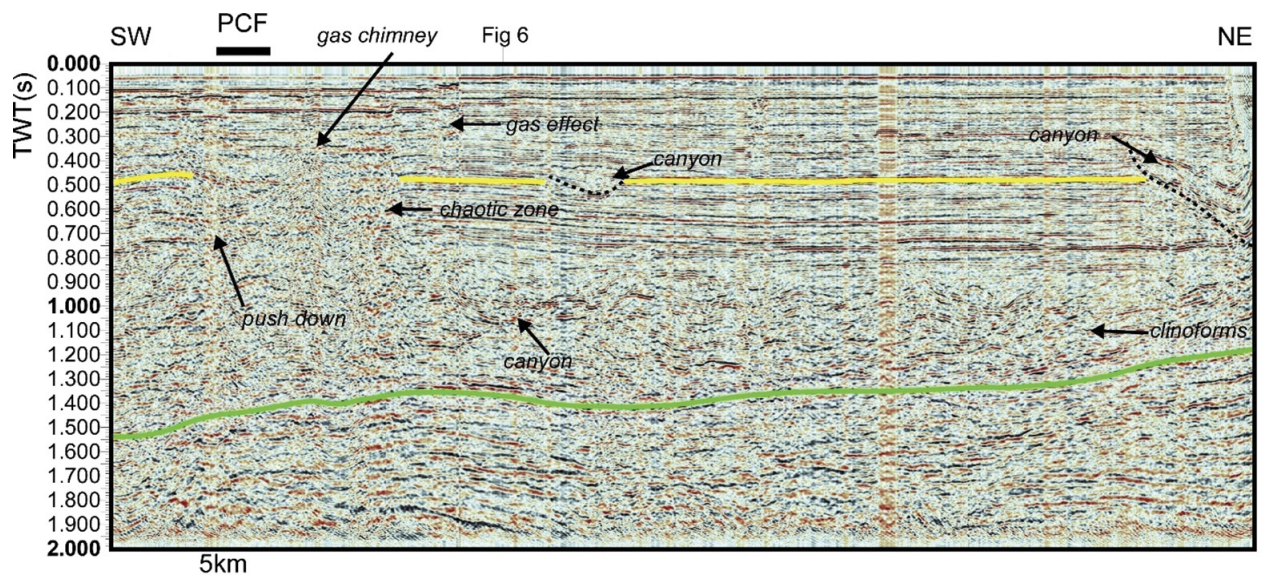 SW
PCF
gas chimney
Fig 6
NE
TWT(s)
0.000
0.100
0.200
0.300
0.400
0.500
0.600
0.700
0.800
0.900
1.000
1.100
1.200
1.300
1.400
1.500
1.600
1.700
1.800
1.900
2.000
gas effect
canyon
canyon
chaotic zone
push down
canyon
clinoforms
5km